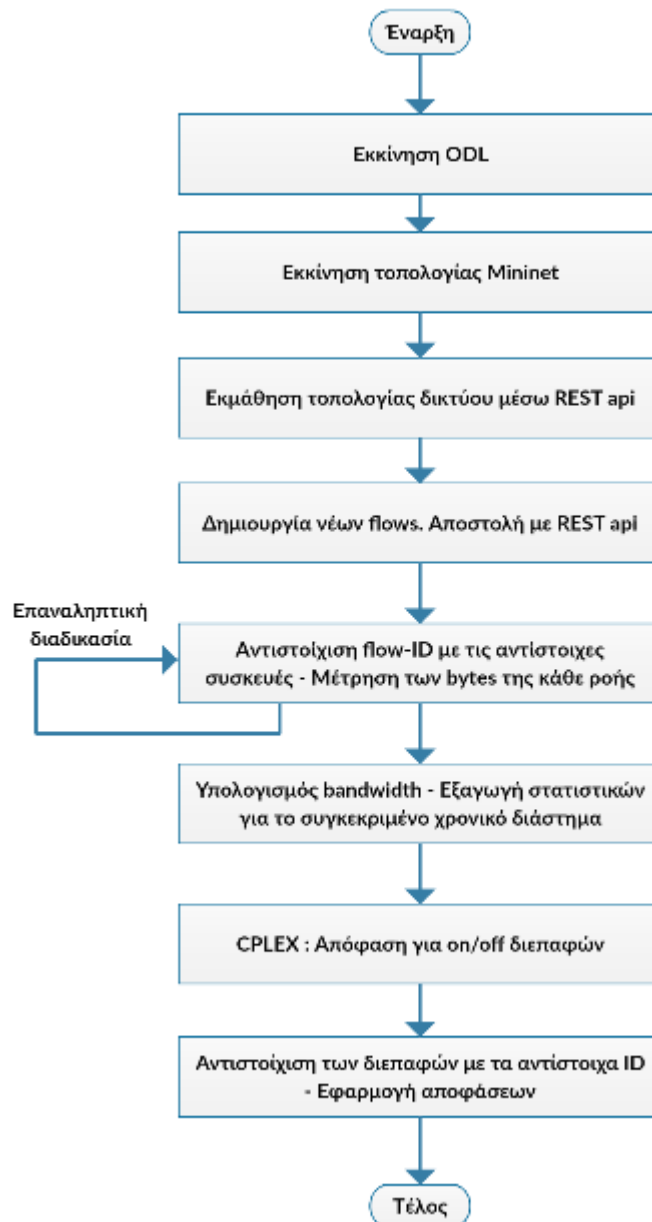 Έναρξη
Εκκίνηση ODL
Εκκίνηση τοπολογίας Mininet
Εκμάθηση τοπολογίας δικτύου μέσω REST api
Δημιουργία νέων flows. Αποστολή με REST api
Επαναληπτική
διαδικασία
Αντιστοίχιση flow-ID με τις αντίστοιχες
συσκευές - Μέτρηση των bytes της κάθε ροής
Υπολογισμός bandwidth - Εξαγωγή στατιστικών
για το συγκεκριμένο χρονικό διάστημα
CPLEX : Απόφαση για on/off διεπαφών
Αντιστοίχιση των διεπαφών με τα αντίστοιχα ID
- Εφαρμογή αποφάσεων
Τέλος